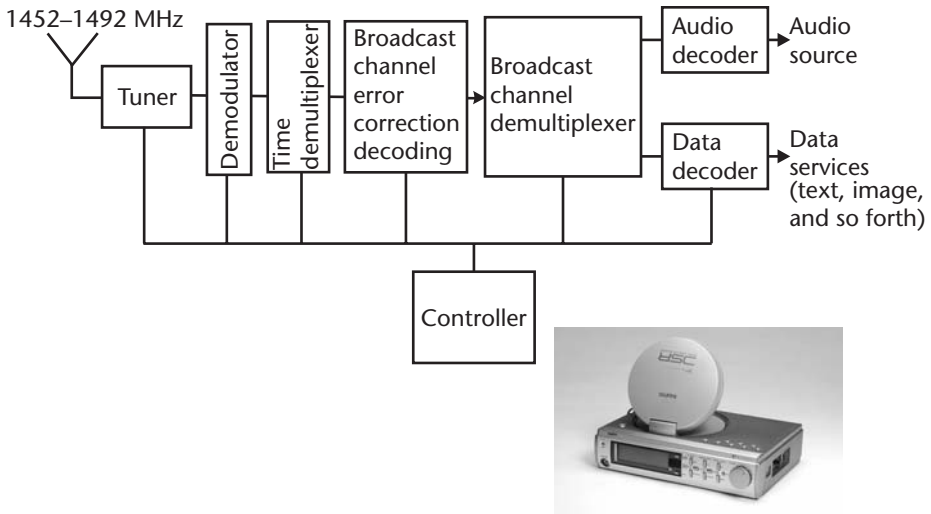 1452–1492 MHz
Tuner
Demodulator
Time
demultiplexer
Broadcast
channel
error
correction
decoding
Broadcast
channel
demultiplexer
Audio
decoder
Audio
source
Data
decoder
Data
services
(text, image,
and so forth)
Controller
SANYO